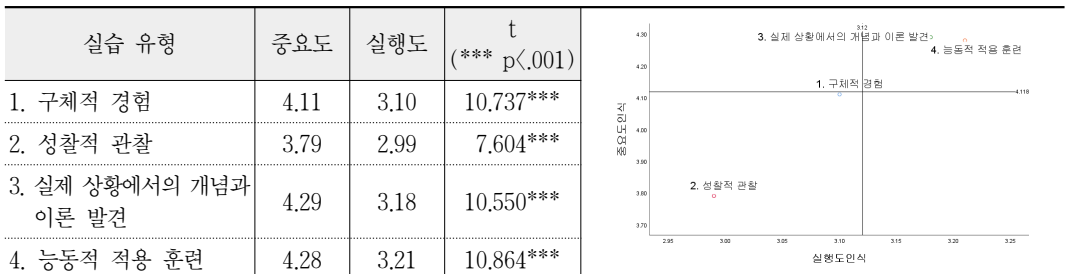 실습 유형 중요도 실행도 t
(*** p<.001)
1. 구체적 경험 4.11 3.10 10.737***
2. 성찰적 관찰 3.79 2.99 7.604***
3. 실제 상황에서의 개념과
이론 발견 4.29 3.18 10.550***
4. 능동적 적용 훈련 4.28 3.21 10.864***
3.12
4.30
3. 실제 상황에서의 개념과 이론 발견
4. 능동적 적용 훈련
4.20
1. 구체적 경험
4.118
4.10
중요도인식
4.00
3.90
2. 성찰적 관찰
3.80
3.70
2.95 3.00 3.05 3.10 3.15 3.20 3.25
실행도인식